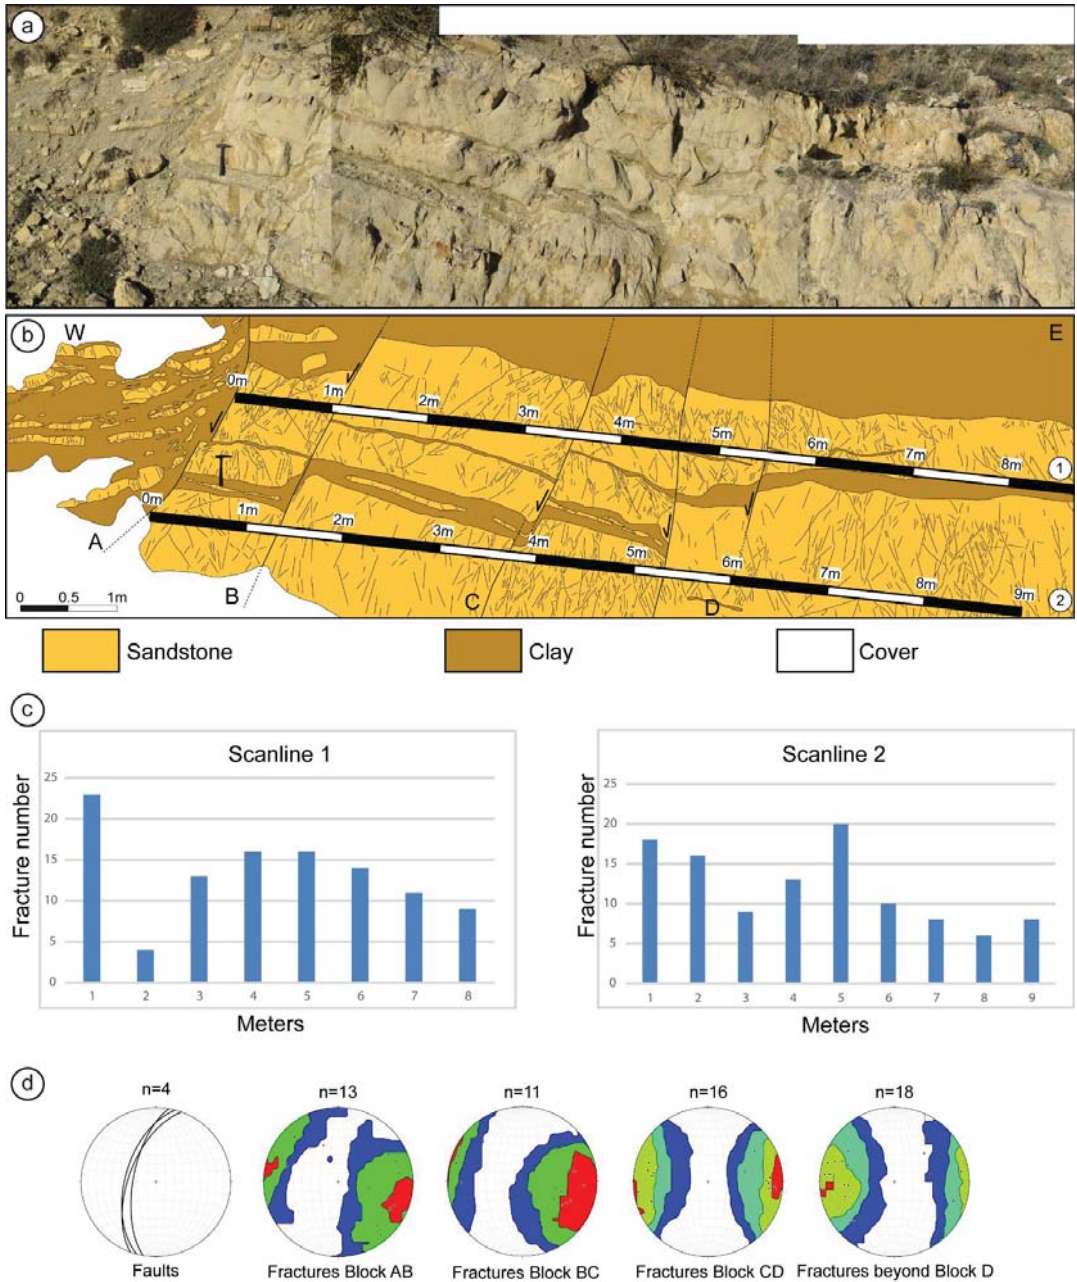 a
b
W
E
0m
1m
2m
3m
4m
5m
6m
7m
8m
1
0m
1m
2m
3m
4m
5m
6m
7m
8m
9m
2
A
B
C
D
0 0.5 1m
Sandstone
Clay
Cover
c
Scanline 1
Fracture number
25
20
15
10
5
0
1 2 3 4 5 6 7 8
Meters
Scanline 2
Fracture number
25
20
15
10
5
0
1 2 3 4 5 6 7 8 9
Meters
d
n=4
n=13
n=11
n=16
n=18
Faults
Fractures Block AB
Fractures Block BC
Fractures Block CD
Fractures beyond Block D